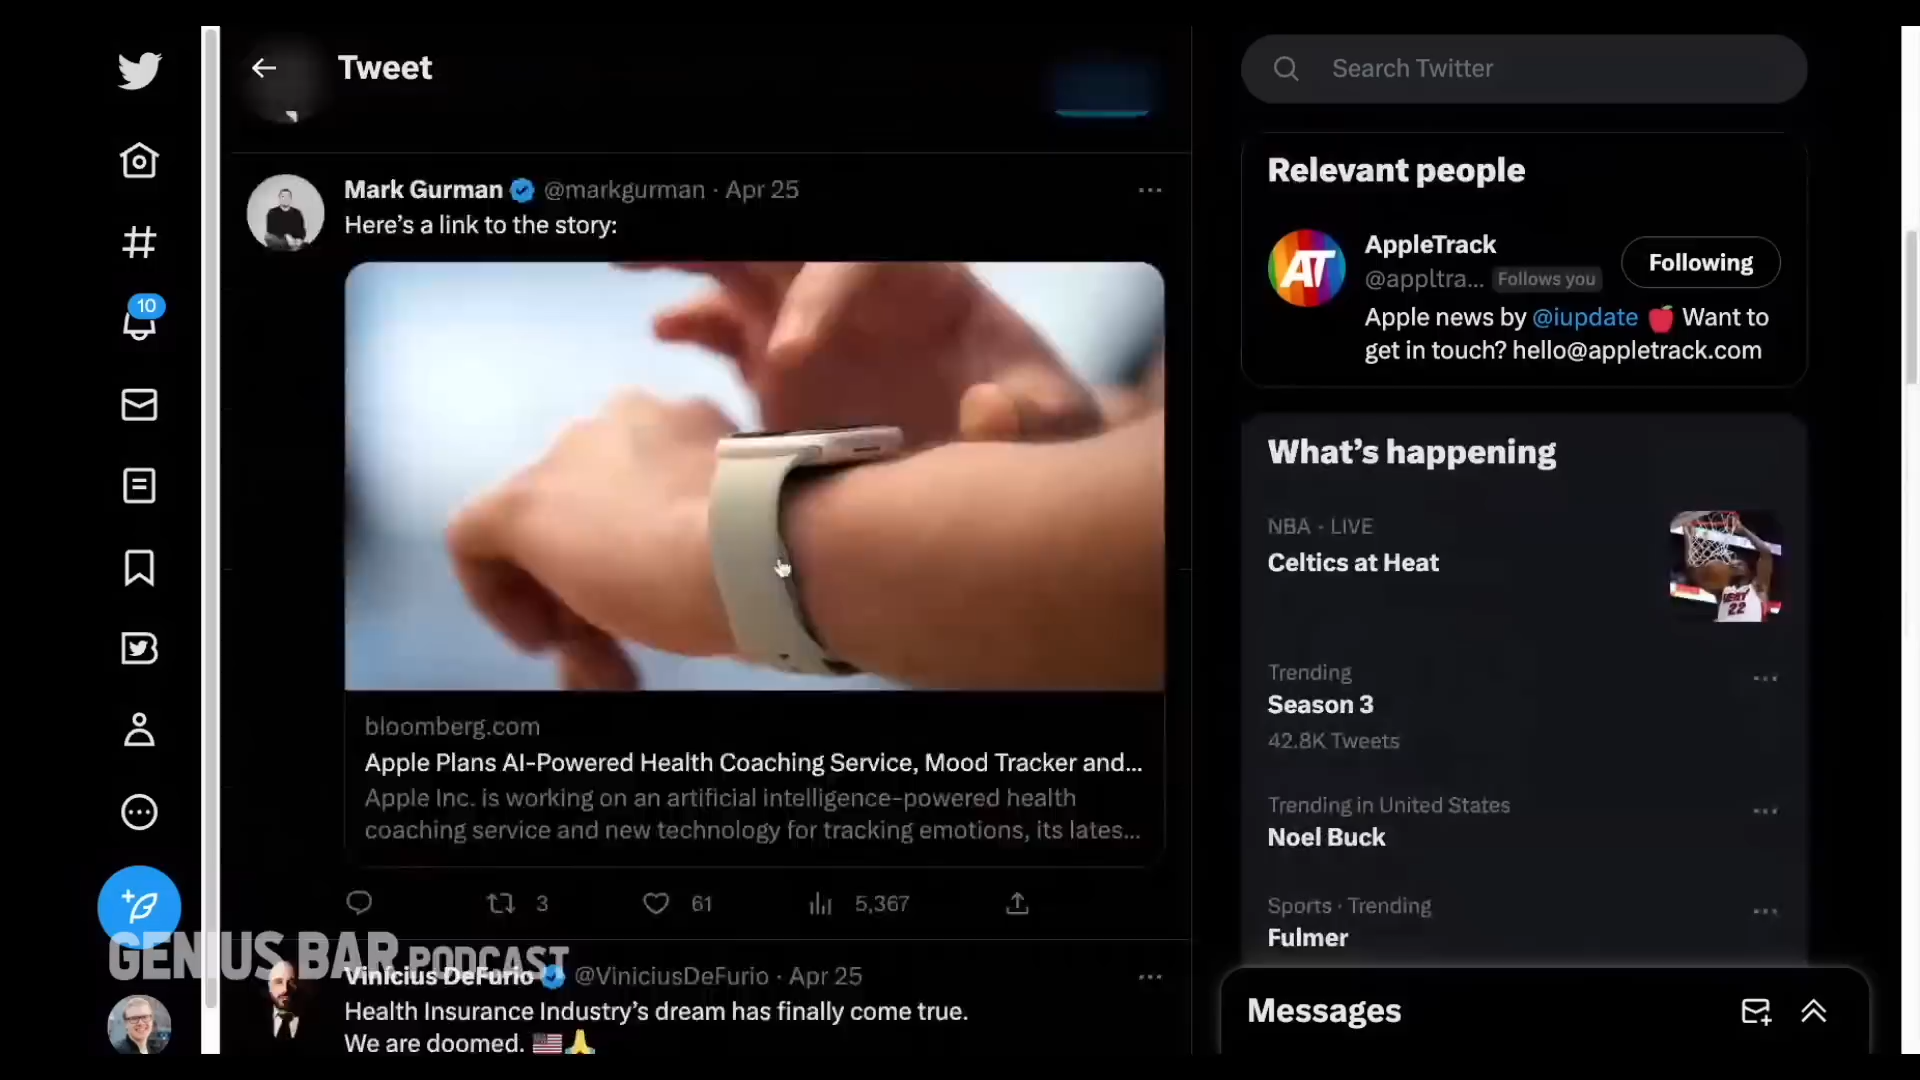 Tweet
Search Twitter
Mark Gurman @markgurman · Apr 25
Here's a link to the story:
bloomberg.com
Apple Plans AI-Powered Health Coaching Service, Mood Tracker and...
Apple Inc. is working on an artificial intelligence-powered health
coaching service and new technology for tracking emotions, its lates...
3
61
5,367
Vinícius DeFurio @ViniciusDeFurio · Apr 25
Health Insurance Industry's dream has finally come true.
We are doomed. 🇺🇸🙏
10
GENIUS BAR PODCAST
Relevant people
AT
AppleTrack
@appltra... Follows you
Following
Apple news by @iupdate 🍎 Want to
get in touch? hello@appletrack.com
What's happening
NBA · LIVE
Celtics at Heat
HEAT
22
Trending
Season 3
42.8K Tweets
Trending in United States
Noel Buck
Sports · Trending
Fulmer
Messages